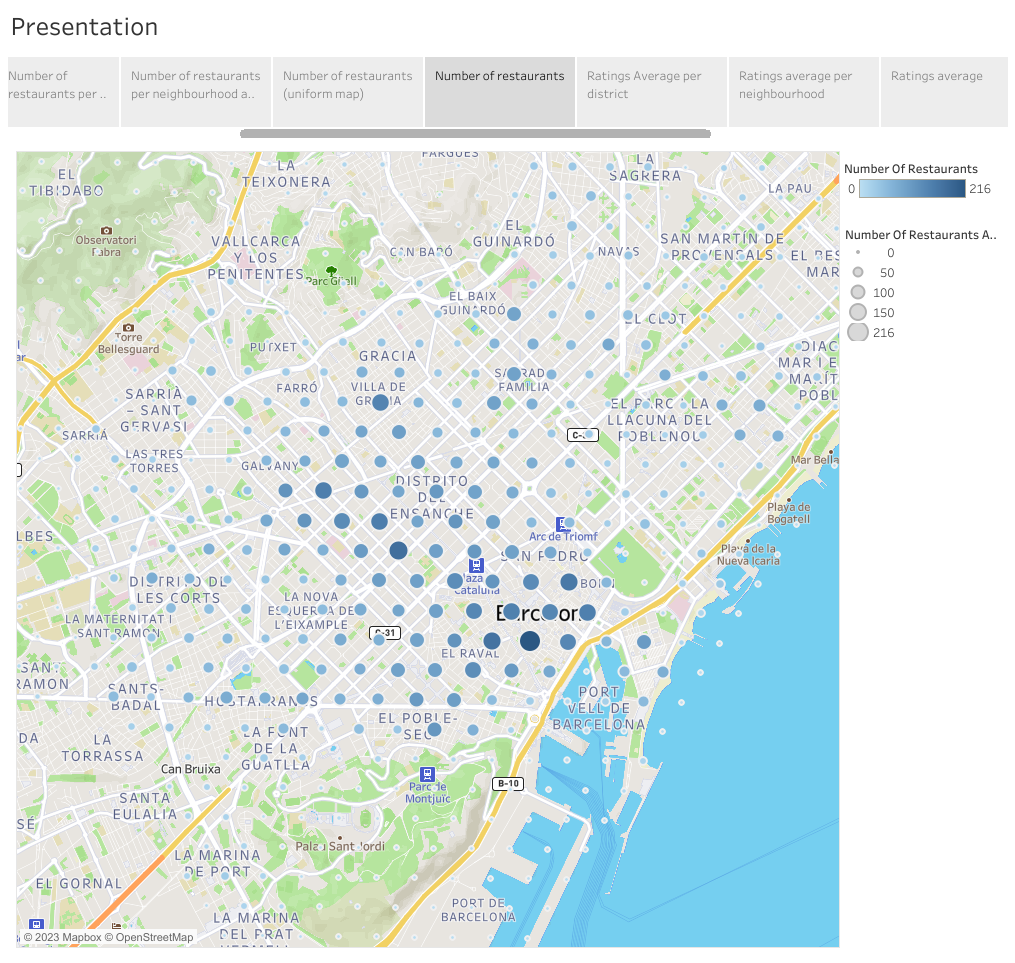 Presentation
Number of
restaurants per ..
Number of restaurants
per neighbourhood a..
Number of restaurants
(uniform map)
Number of restaurants
Ratings Average per
district
Ratings average per
neighbourhood
Ratings average
Number Of Restaurants
0
216
Number Of Restaurants A..
0
50
100
150
216
FARGUES
EL
TIBIDABO
LA
TEIXONERA
LA
SAGRERA
LA PAU
Observatori
Fabra
VALLCARCA
Y LOS
PENITENTES
Parc Güell
CAN BARÓ
EL
GUINARDÓ
NAVAS
SAN MARTÍN DE
PROVENSALS
EL BES
MAR
EL BAIX
GUINARDÓ
EL CLOT
Torre
Bellesguard
ar
PUTXET
GRACIA
DIAG
MAR I E
MARÍT
POBL
FARRÓ
VILLA DE
GRACIA
SAGRADA
FAMILIA
SARRIÀ
- SANT
GERVASI
EL PARC I LA
LLACUNA DEL
POBLENOU
SARRIÁ
LAS TRES
TORRES
GALVANY
Mar Bella
DISTRITO
DEL
ENSANCHE
Playa de
Bogatell
LBES
Arc de Triomf
SAN PEDRO
Playa de la
Nueva Icaria
Plaza
Cataluña
BORN
DISTRITO DE
LES CORTS
LA NOVA
ESQUERRA DE
L'EIXAMPLE
Barcelona
LA MATERNITAT I
SANT RAMON
C-31
EL RAVAL
SANT
RAMON
SANTS-
BADAL
HOSTAFRANCS
PORT
VELL DE
BARCELONA
EL POBLE-
SEC
DA
LA
TORRASSA
LA FONT
DE LA
GUATLLA
Can Bruixa
Parc de
Montjuïc
B-10
SANTA
EULALIA
SÉ
Palau Sant Jordi
LA MARINA
DE PORT
EL GORNAL
PORT DE
BARCELONA
LA MARINA
DEL PRAT
VERMELL
© 2023 Mapbox © OpenStreetMap